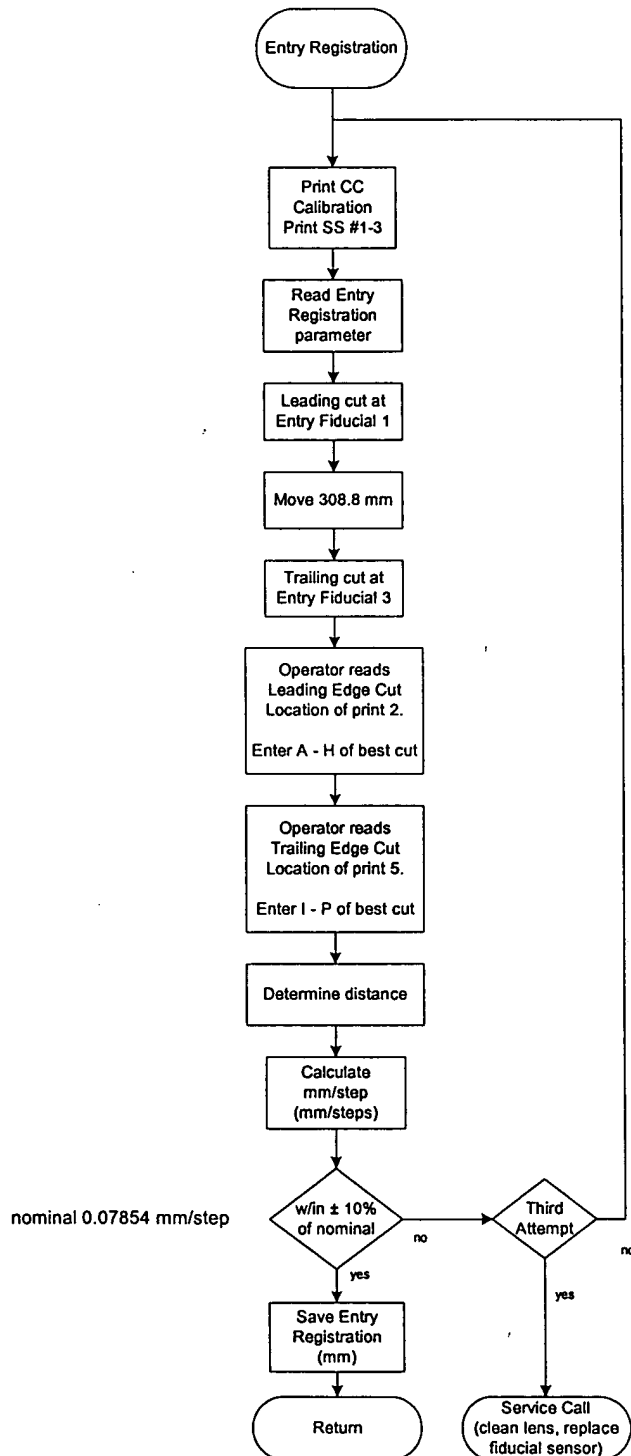 Entry Registration
Print CC
Calibration
Print SS #1-3
Read Entry
Registration
parameter
Leading cut at
Entry Fiducial 1
Move 308.8 mm
Trailing cut at
Entry Fiducial 3
Operator reads
Leading Edge Cut
Location of print 2.
Enter A - H of best cut
Operator reads
Trailing Edge Cut
Location of print 5.
Enter I - P of best cut
Determine distance
Calculate
mm/step
(mm/steps)
nominal 0.07854 mm/step
w/in ± 10%
of nominal
no
Third
Attempt
no
yes
yes
Save Entry
Registration
(mm)
Return
Service Call
(clean lens, replace
fiducial sensor)